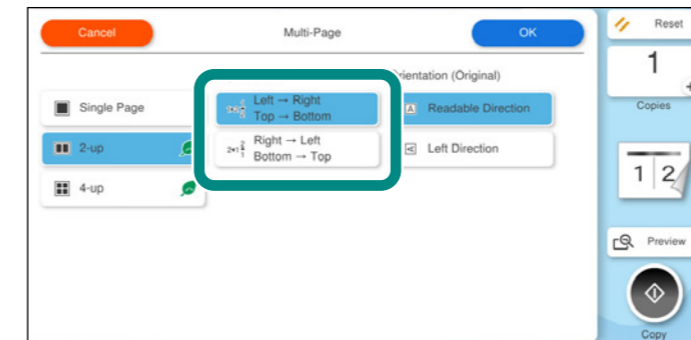 Cancel
Multi-Page
OK
Reset
1
Copies
Orientation (Original)
Single Page
2-up
4-up
Left → Right
Top → Bottom
Right → Left
Bottom → Top
Readable Direction
Left Direction
1 2
Preview
Copy